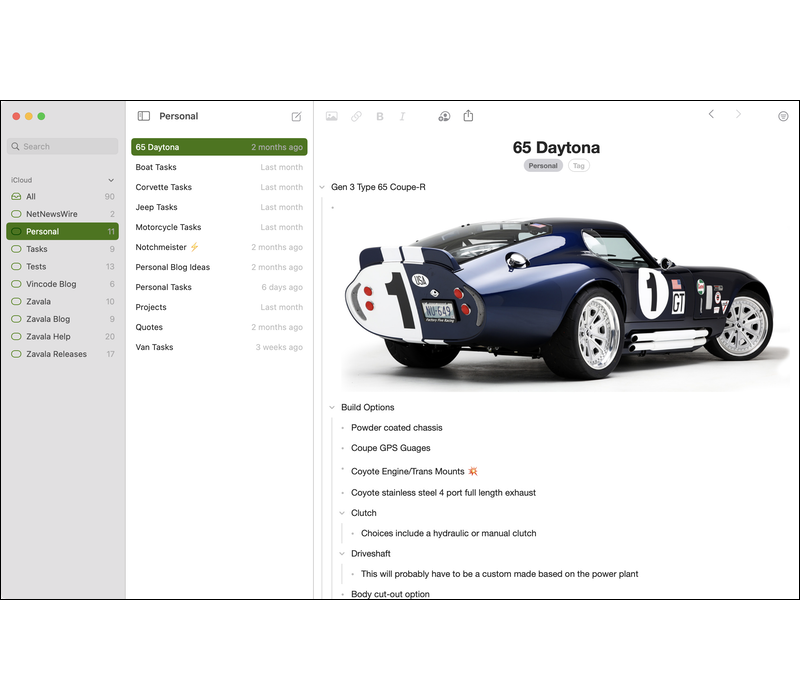 Search
iCloud
All 90
NetNewsWire 2
Personal 11
Tasks 9
Tests 13
Vincode Blog 6
Zavala 10
Zavala Blog 9
Zavala Help 20
Zavala Releases 17
Personal
65 Daytona 2 months ago
Boat Tasks Last month
Corvette Tasks Last month
Jeep Tasks Last month
Motorcycle Tasks Last month
Notchmeister ⚡ 2 months ago
Personal Blog Ideas 2 months ago
Personal Tasks 6 days ago
Projects Last month
Quotes 2 months ago
Van Tasks 3 weeks ago
B I
65 Daytona
Personal Tag
Gen 3 Type 65 Coupe-R
USA
1
NU-649
Factory Five Racing
1
GT
Build Options
Powder coated chassis
Coupe GPS Guages
Coyote Engine/Trans Mounts 💥
Coyote stainless steel 4 port full length exhaust
Clutch
Choices include a hydraulic or manual clutch
Driveshaft
This will probably have to be a custom made based on the power plant
Body cut-out option